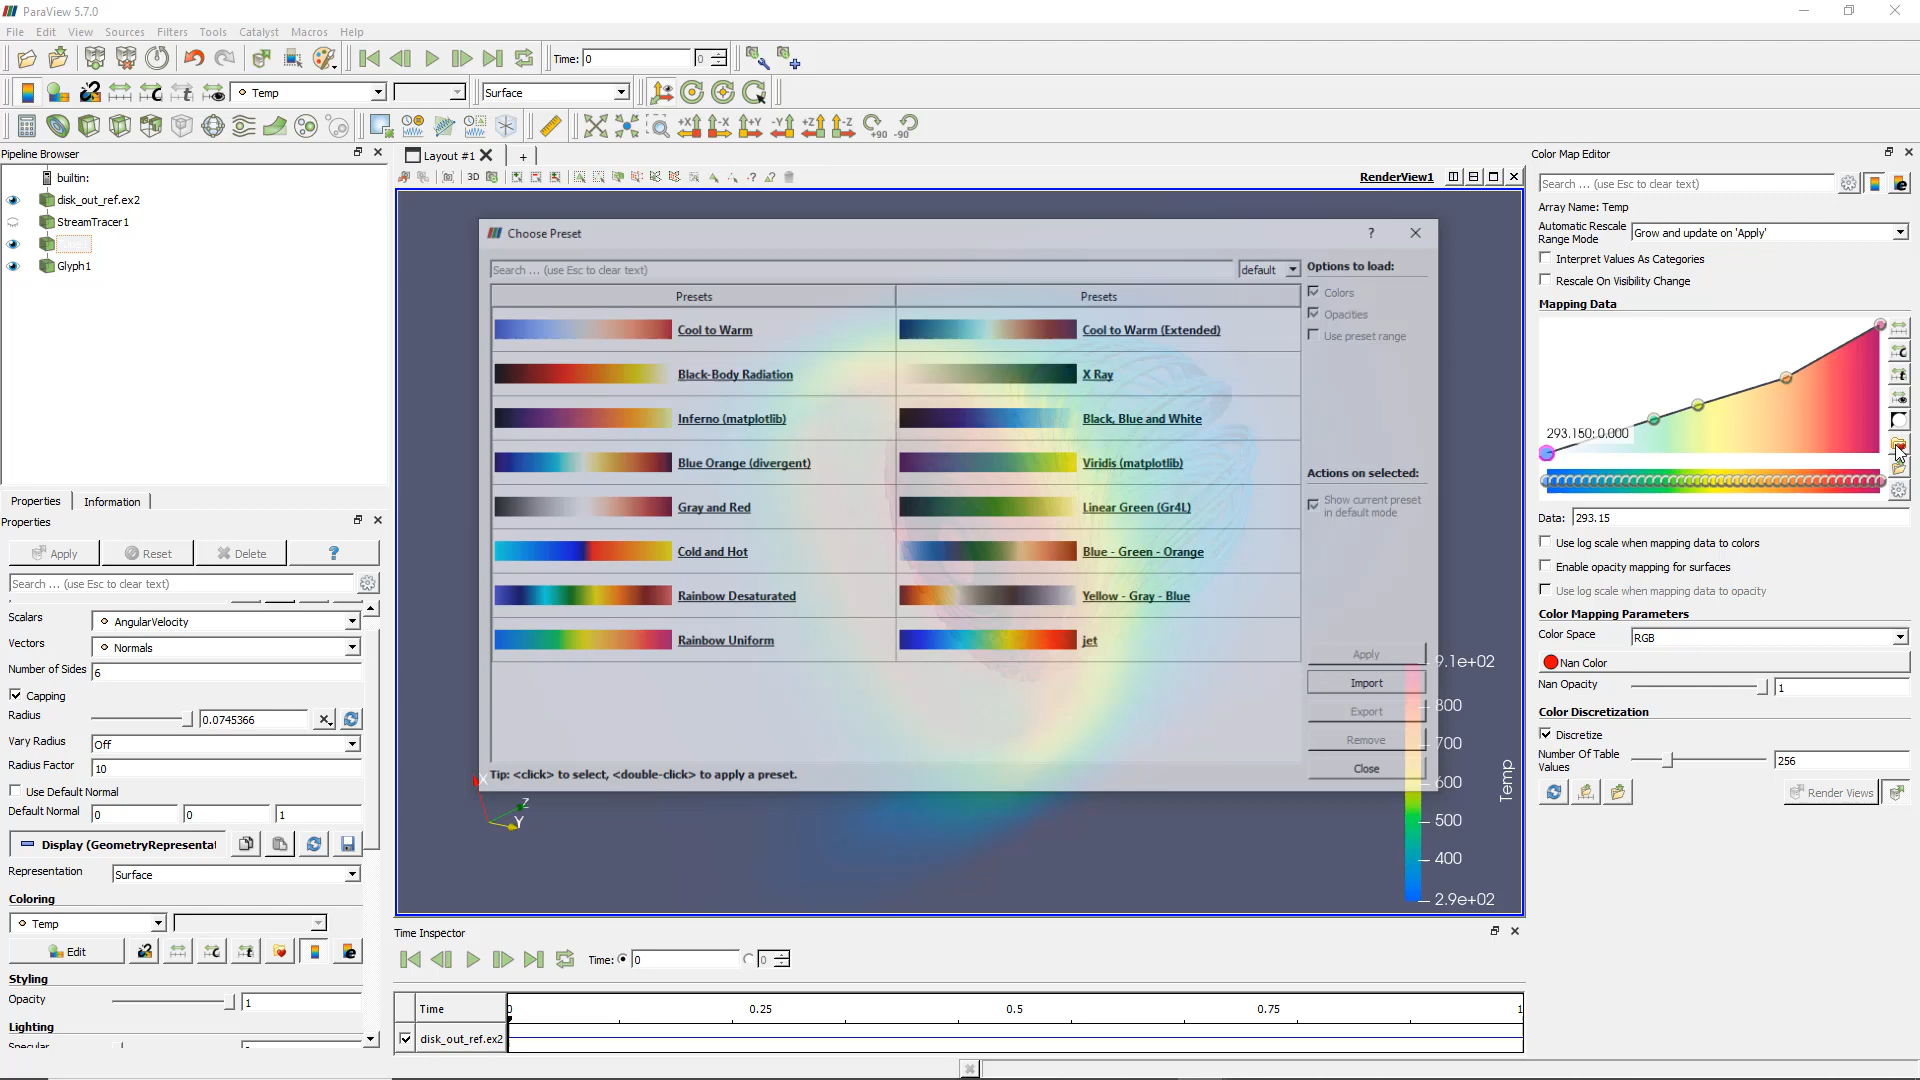 ParaView 5.7.0
File Edit View Sources Filters Tools Catalyst Macros Help
Time: 0 0
Temp Surface
+X -X +Y -Y +Z -Z +90 -90
Pipeline Browser
builtin:
disk_out_ref.ex2
StreamTracer1
Glyph1
Properties Information
Properties
Apply Reset Delete ?
Search ... (use Esc to clear text)
Scalars AngularVelocity
Vectors Normals
Number of Sides 6
Capping
Radius 0.0745366
Vary Radius Off
Radius Factor 10
Use Default Normal
Default Normal 0 0 1
Display (GeometryRepresentat
Representation Surface
Coloring
Temp
Edit
Styling
Opacity 1
Lighting
Specular
Layout #1 +
3D
RenderView1
Choose Preset ?
Search ... (use Esc to clear text) default
Presets Presets
Cool to Warm Cool to Warm (Extended)
Black-Body Radiation X Ray
Inferno (matplotlib) Black, Blue and White
Blue Orange (divergent) Viridis (matplotlib)
Gray and Red Linear Green (Gr4L)
Cold and Hot Blue - Green - Orange
Rainbow Desaturated Yellow - Gray - Blue
Rainbow Uniform jet
Tip: <click> to select, <double-click> to apply a preset.
Options to load:
Colors
Opacities
Use preset range
Actions on selected:
Show current preset
in default mode
Apply
Import
Export
Remove
Close
X Z Y
9.1e+02
800
700
600
500
400
2.9e+02
Temp
Time Inspector
Time: 0 0
Time 0 0.25 0.5 0.75 1
disk_out_ref.ex2
Color Map Editor
Search ... (use Esc to clear text)
Array Name: Temp
Automatic Rescale
Range Mode Grow and update on 'Apply'
Interpret Values As Categories
Rescale On Visibility Change
Mapping Data
293.150: 0.000
Data: 293.15
Use log scale when mapping data to colors
Enable opacity mapping for surfaces
Use log scale when mapping data to opacity
Color Mapping Parameters
Color Space RGB
Nan Color
Nan Opacity 1
Color Discretization
Discretize
Number Of Table
Values 256
Render Views